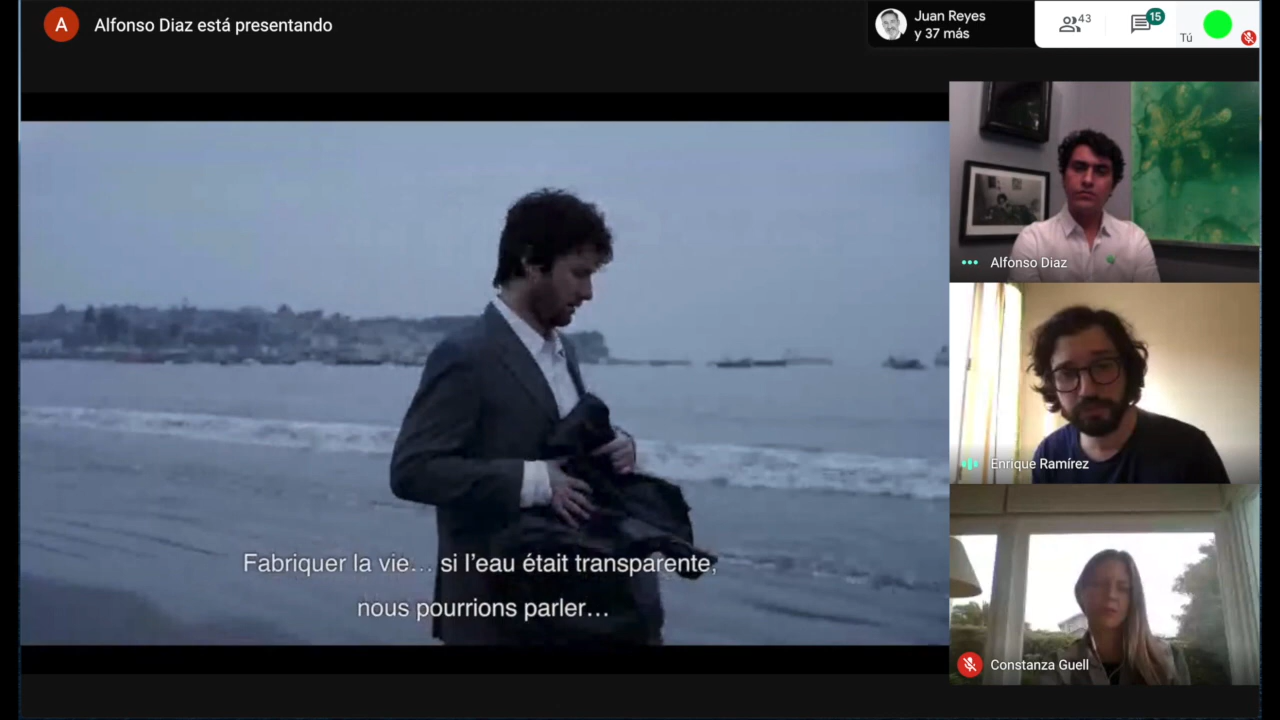 A
Alfonso Diaz está presentando
Juan Reyes
y 37 más
43
15
Tú
Alfonso Diaz
Enrique Ramírez
Fabriquer la vie… si l'eau était transparente,
nous pourrions parler…
Constanza Guell